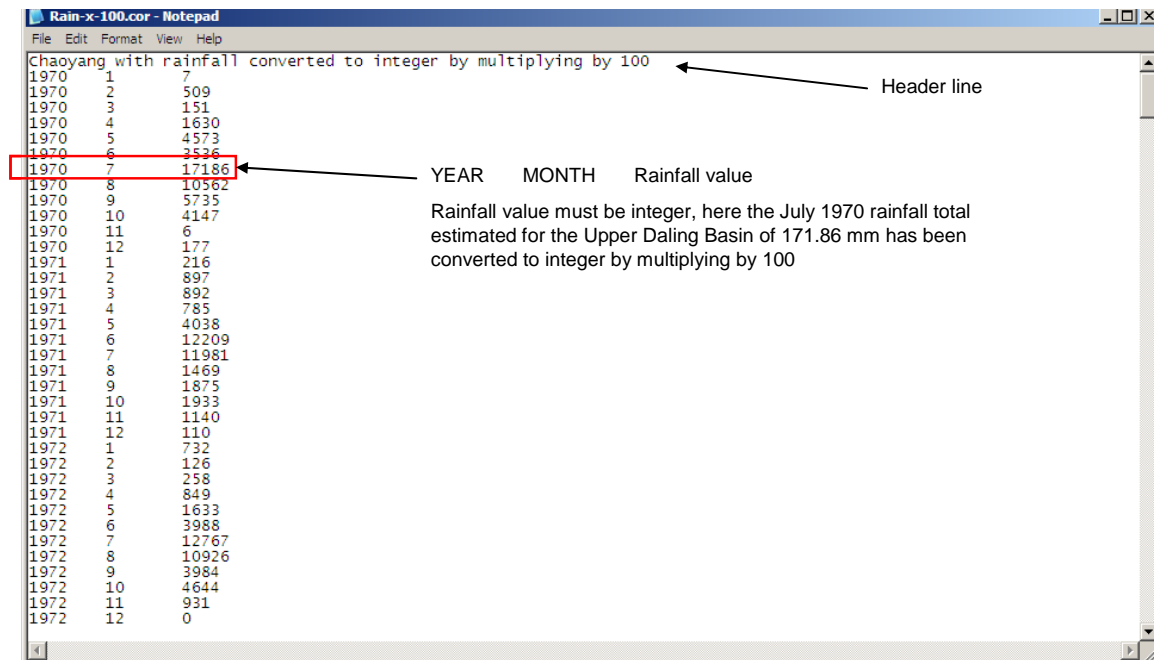 Rain-x-100.cor - Notepad
File Edit Format View Help
Chaoyang with rainfall converted to integer by multiplying by 100
1970 1 7
1970 2 509
1970 3 151
1970 4 1630
1970 5 4573
1970 6 3536
1970 7 17186
1970 8 10562
1970 9 5735
1970 10 4147
1970 11 6
1970 12 177
1971 1 216
1971 2 897
1971 3 892
1971 4 785
1971 5 4038
1971 6 12209
1971 7 11981
1971 8 1469
1971 9 1875
1971 10 1933
1971 11 1140
1971 12 110
1972 1 732
1972 2 126
1972 3 258
1972 4 849
1972 5 1633
1972 6 3988
1972 7 12767
1972 8 10926
1972 9 3984
1972 10 4644
1972 11 931
1972 12 0
Header line
YEAR MONTH Rainfall value
Rainfall value must be integer, here the July 1970 rainfall total
estimated for the Upper Daling Basin of 171.86 mm has been
converted to integer by multiplying by 100